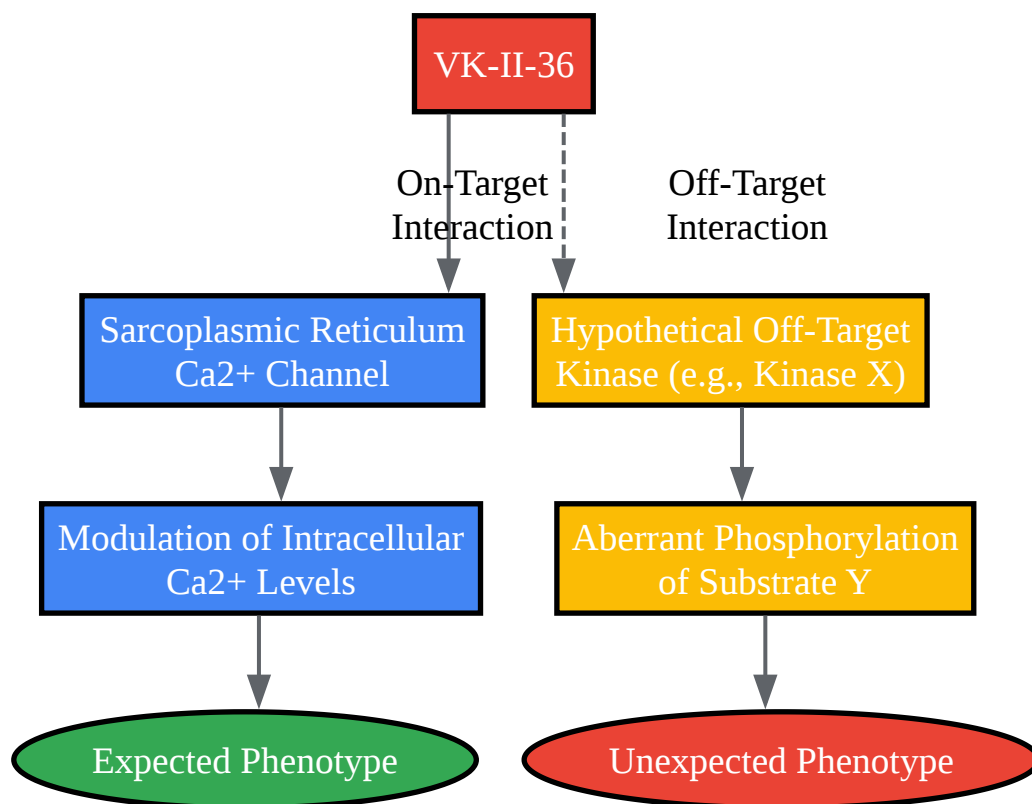 VK-II-36
On-Target
Interaction
Off-Target
Interaction
Sarcoplasmic Reticulum
Ca2+ Channel
Hypothetical Off-Target
Kinase (e.g., Kinase X)
Modulation of Intracellular
Ca2+ Levels
Aberrant Phosphorylation
of Substrate Y
Expected Phenotype
Unexpected Phenotype